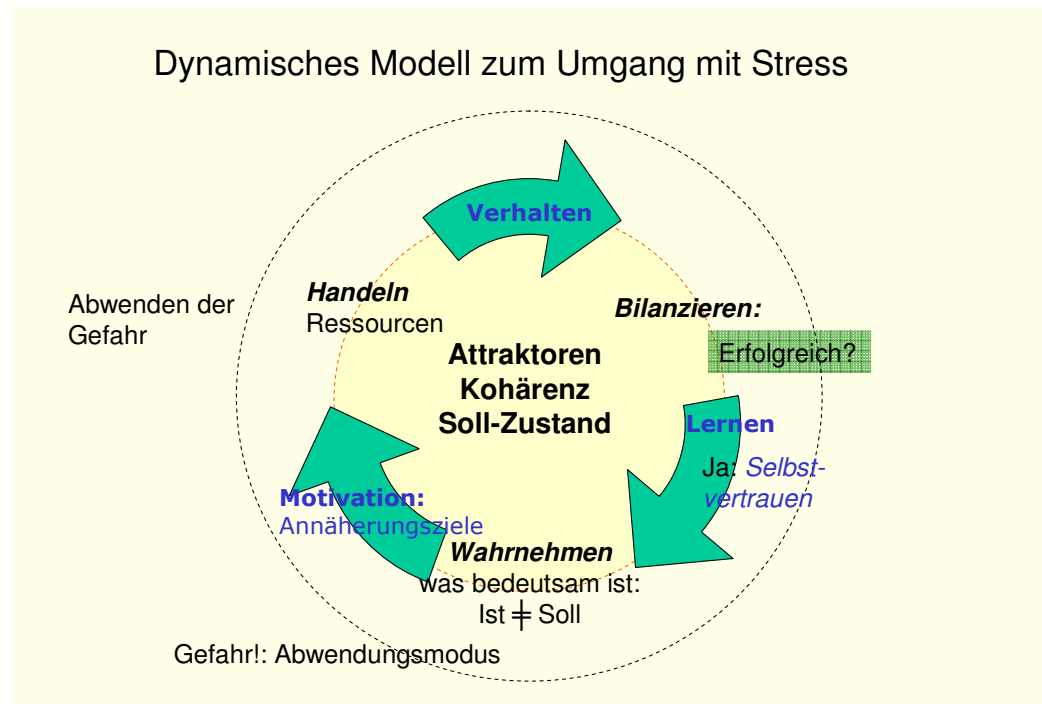 Dynamisches Modell zum Umgang mit Stress
Verhalten
Abwenden der
Gefahr
Handeln
Ressourcen
Bilanzieren:
Erfolgreich?
Attraktoren
Kohärenz
Soll-Zustand
Lernen
Ja: Selbst-
vertrauen
Motivation:
Annäherungsziele
Wahrnehmen
was bedeutsam ist:
Ist ╪ Soll
Gefahr!: Abwendungsmodus